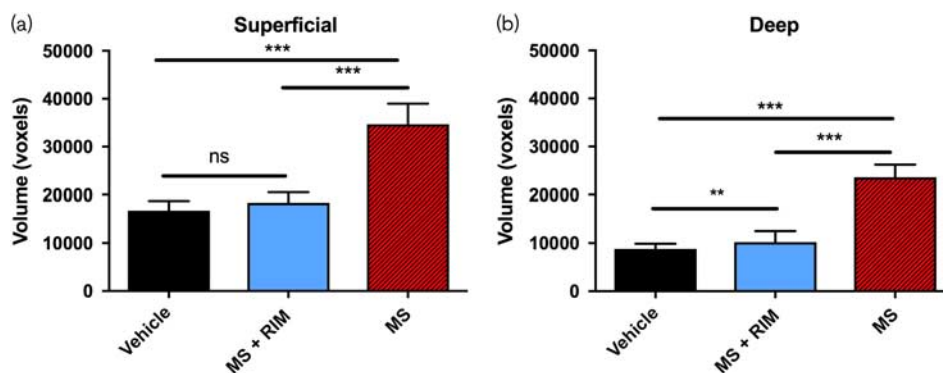 (a)
Superficial
Volume (voxels)
50000
40000
30000
20000
10000
0
***
***
ns
Vehicle
MS + RIM
MS
(b)
Deep
Volume (voxels)
50000
40000
30000
20000
10000
0
***
***
**
Vehicle
MS + RIM
MS